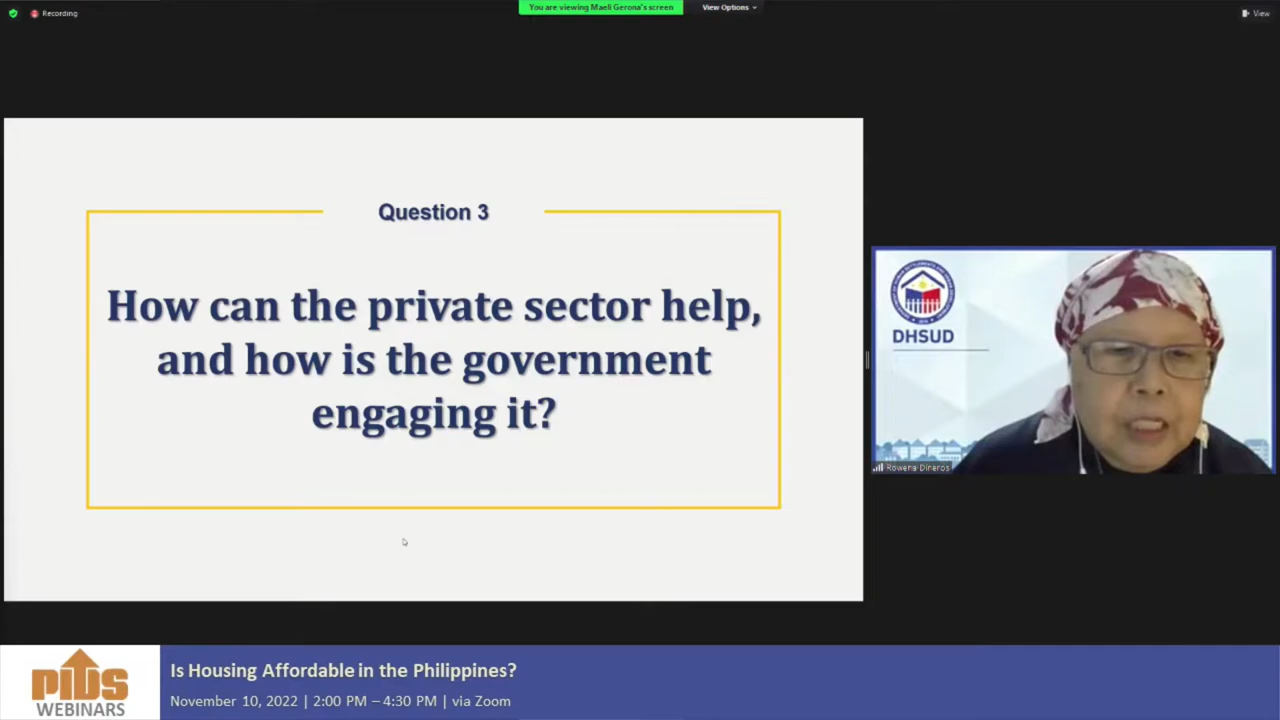 Recording
You are viewing Maeli Gerona's screen
View Options
View
Question 3
How can the private sector help,
and how is the government
engaging it?
DHSUD
Rowena Dineros
PIDS
WEBINARS
Is Housing Affordable in the Philippines?
November 10, 2022 | 2:00 PM – 4:30 PM | via Zoom